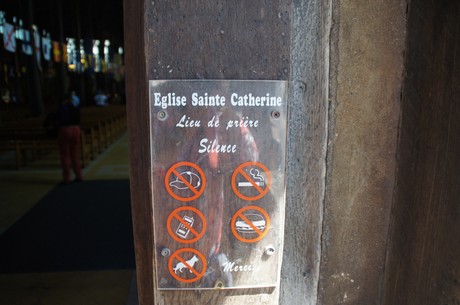 Eglise Sainte Catherine
Lieu de prière
Silence
Merci